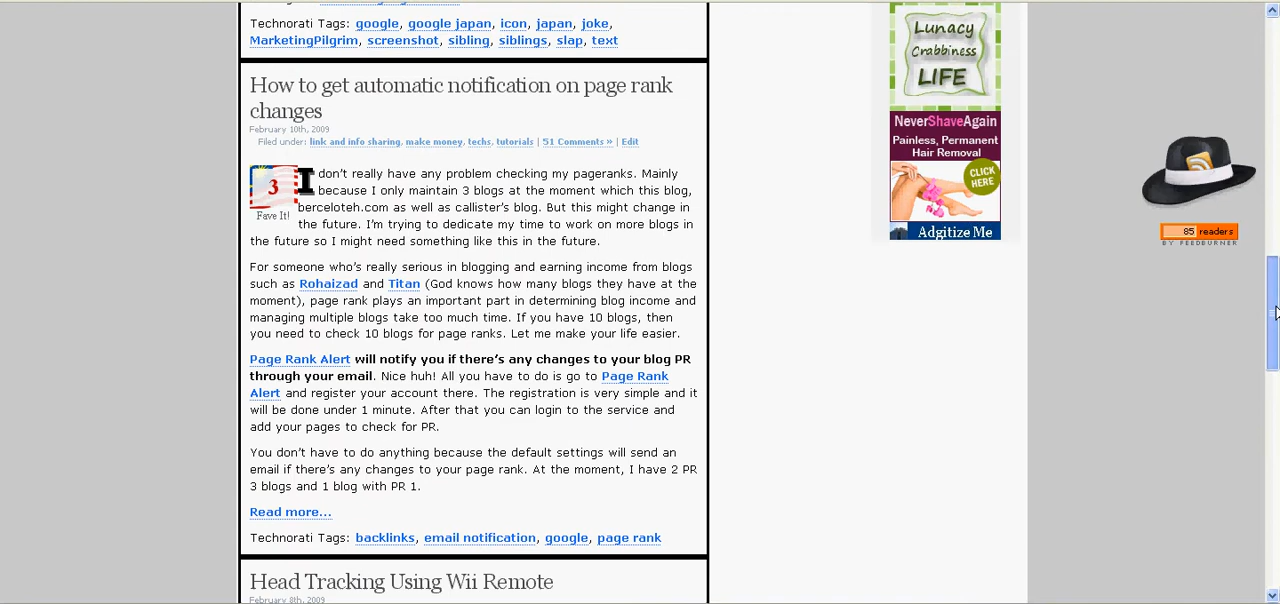 Technorati Tags: google, google japan, icon, japan, joke,
MarketingPilgrim, screenshot, sibling, siblings, slap, text
How to get automatic notification on page rank
changes
February 10th, 2009
Filed under: link and info sharing, make money, techs, tutorials | 51 Comments » | Edit
3
Fave It!
I don't really have any problem checking my pageranks. Mainly
because I only maintain 3 blogs at the moment which this blog,
berceloteh.com as well as callister's blog. But this might change in
the future. I'm trying to dedicate my time to work on more blogs in
the future so I might need something like this in the future.
For someone who's really serious in blogging and earning income from blogs
such as Rohaizad and Titan (God knows how many blogs they have at the
moment), page rank plays an important part in determining blog income and
managing multiple blogs take too much time. If you have 10 blogs, then
you need to check 10 blogs for page ranks. Let me make your life easier.
Page Rank Alert will notify you if there's any changes to your blog PR
through your email. Nice huh! All you have to do is go to Page Rank
Alert and register your account there. The registration is very simple and it
will be done under 1 minute. After that you can login to the service and
add your pages to check for PR.
You don't have to do anything because the default settings will send an
email if there's any changes to your page rank. At the moment, I have 2 PR
3 blogs and 1 blog with PR 1.
Read more...
Technorati Tags: backlinks, email notification, google, page rank
Head Tracking Using Wii Remote
February 8th, 2009
Lunacy
Crabbiness
LIFE
NeverShaveAgain
Painless, Permanent
Hair Removal
CLICK
HERE
Adgitize Me
85 readers
BY FEEDBURNER